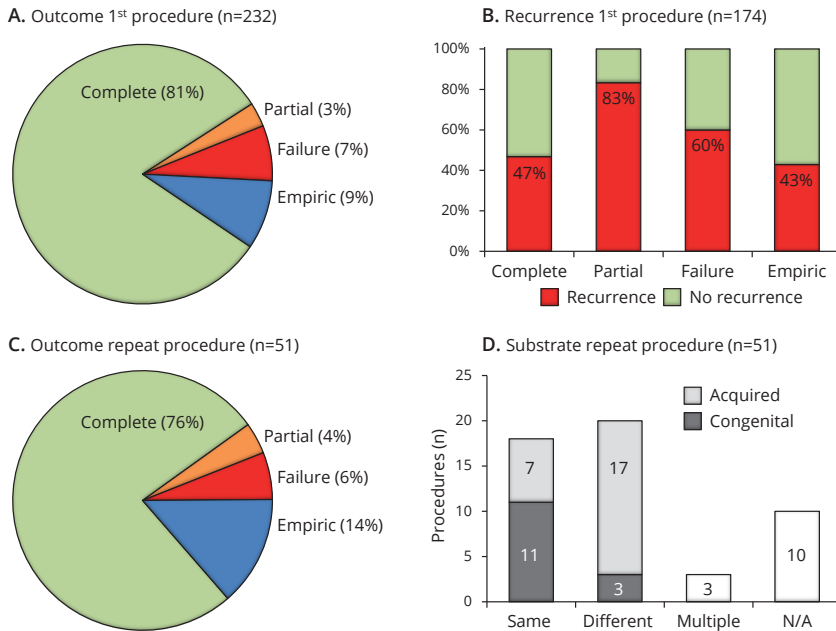 A. Outcome 1st procedure (n=232)
Complete (81%)
Partial (3%)
Failure (7%)
Empiric (9%)
B. Recurrence 1st procedure (n=174)
100%
80%
60%
40%
20%
0%
47%
83%
60%
43%
Complete Partial Failure Empiric
Recurrence No recurrence
C. Outcome repeat procedure (n=51)
Complete (76%)
Partial (4%)
Failure (6%)
Empiric (14%)
D. Substrate repeat procedure (n=51)
Procedures (n)
25
20
15
10
5
0
Acquired
Congenital
7
11
17
3
3
10
Same Different Multiple N/A